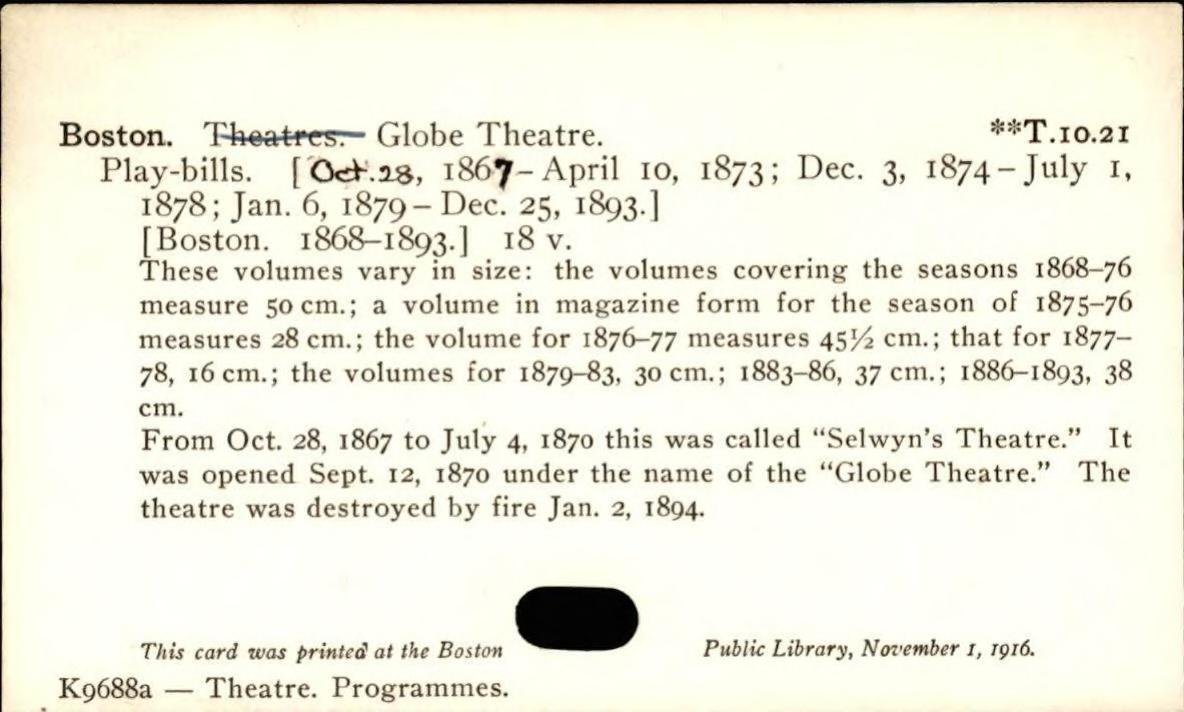 Boston. Theatres. Globe Theatre. **T.10.21
Play-bills. [Oct.28, 1867–April 10, 1873; Dec. 3, 1874–July 1,
1878; Jan. 6, 1879–Dec. 25, 1893.]
[Boston. 1868–1893.] 18 v.
These volumes vary in size: the volumes covering the seasons 1868–76
measure 50 cm.; a volume in magazine form for the season of 1875–76
measures 28 cm.; the volume for 1876–77 measures 45½ cm.; that for 1877–
78, 16 cm.; the volumes for 1879–83, 30 cm.; 1883–86, 37 cm.; 1886–1893, 38
cm.
From Oct. 28, 1867 to July 4, 1870 this was called “Selwyn’s Theatre.” It
was opened Sept. 12, 1870 under the name of the “Globe Theatre.” The
theatre was destroyed by fire Jan. 2, 1894.
This card was printed at the Boston Public Library, November 1, 1916.
K9688a — Theatre. Programmes.